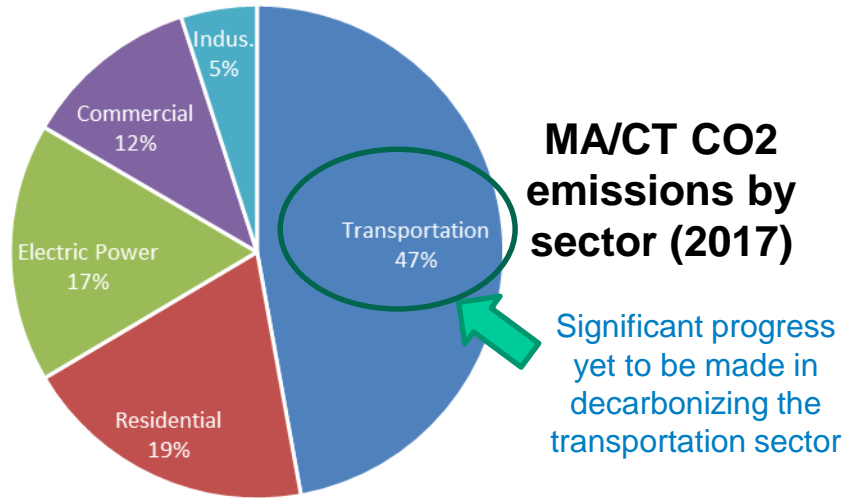 Indus.
5%
Commercial
12%
Electric Power
17%
Residential
19%
Transportation
47%
MA/CT CO2
emissions by
sector (2017)
Significant progress
yet to be made in
decarbonizing the
transportation sector